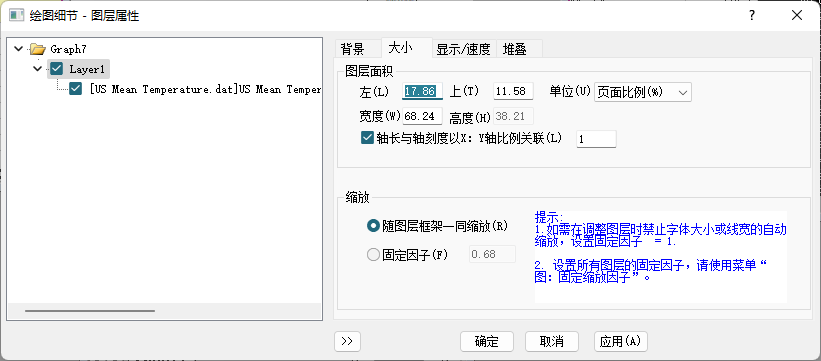 绘图细节 - 图层属性
Graph7
Layer1
[US Mean Temperature.dat]US Mean Temper
背景 大小 显示/速度 堆叠
图层面积
左(L) 17.86 上(T) 11.58 单位(U) 页面比例(%)
宽度(W) 68.24 高度(H) 38.21
轴长与轴刻度以X: Y轴比例关联(L) 1
缩放
随图层框架一同缩放(R)
固定因子(F) 0.68
提示:
1.如需在调整图层时禁止字体大小或线宽的自动
缩放，设置固定因子 = 1.
2. 设置所有图层的固定因子，请使用菜单“
图: 固定缩放因子”。
>> 确定 取消 应用(A)